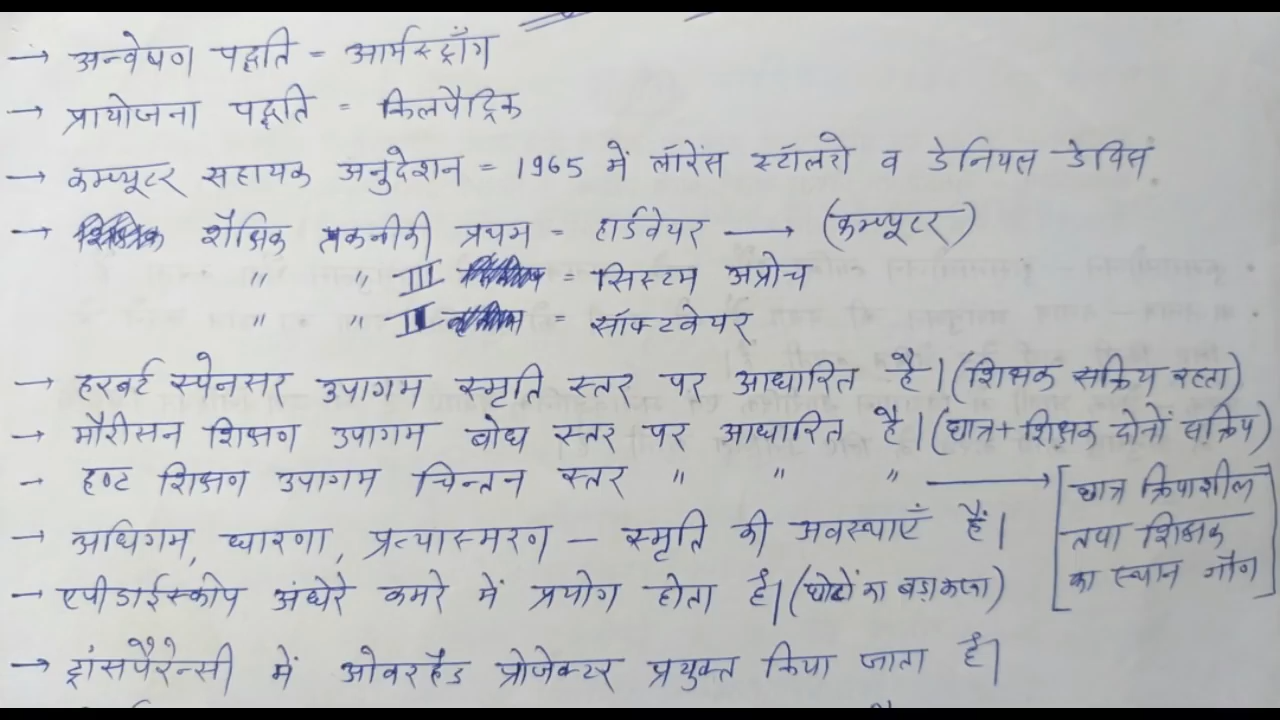 → अन्वेषण पद्धति = आर्मस्ट्राँग
→ प्रायोजना पद्धति = किलपैट्रिक
→ कम्प्यूटर सहायक अनुदेशन = 1965 में लॉरेंस स्टॉलरो व डेनियल डेविस
→ शैक्षिक तकनीकी प्रथम = हार्डवेयर → (कम्प्यूटर)
" " III = सिस्टम अप्रोच
" " II = सॉफ्टवेयर
→ हरबर्ट स्पेनसर उपागम स्मृति स्तर पर आधारित है। (शिक्षक सक्रिय रहता)
→ मौरीसन शिक्षण उपागम बोध स्तर पर आधारित है। (छात्र + शिक्षक दोनों सक्रिय)
→ हण्ट शिक्षण उपागम चिन्तन स्तर " " " → [छात्र क्रियाशील
तथा शिक्षक
का स्थान गौण]
→ अधिगम, धारणा, प्रत्यास्मरण – स्मृति की अवस्थाएँ हैं।
→ एपीडाईस्कोप अंधेरे कमरे में प्रयोग होता है। (छोटों का बड़ा करना)
→ ट्रांसपैरेन्सी में ओवरहैड प्रोजेक्टर प्रयुक्त किया जाता है।